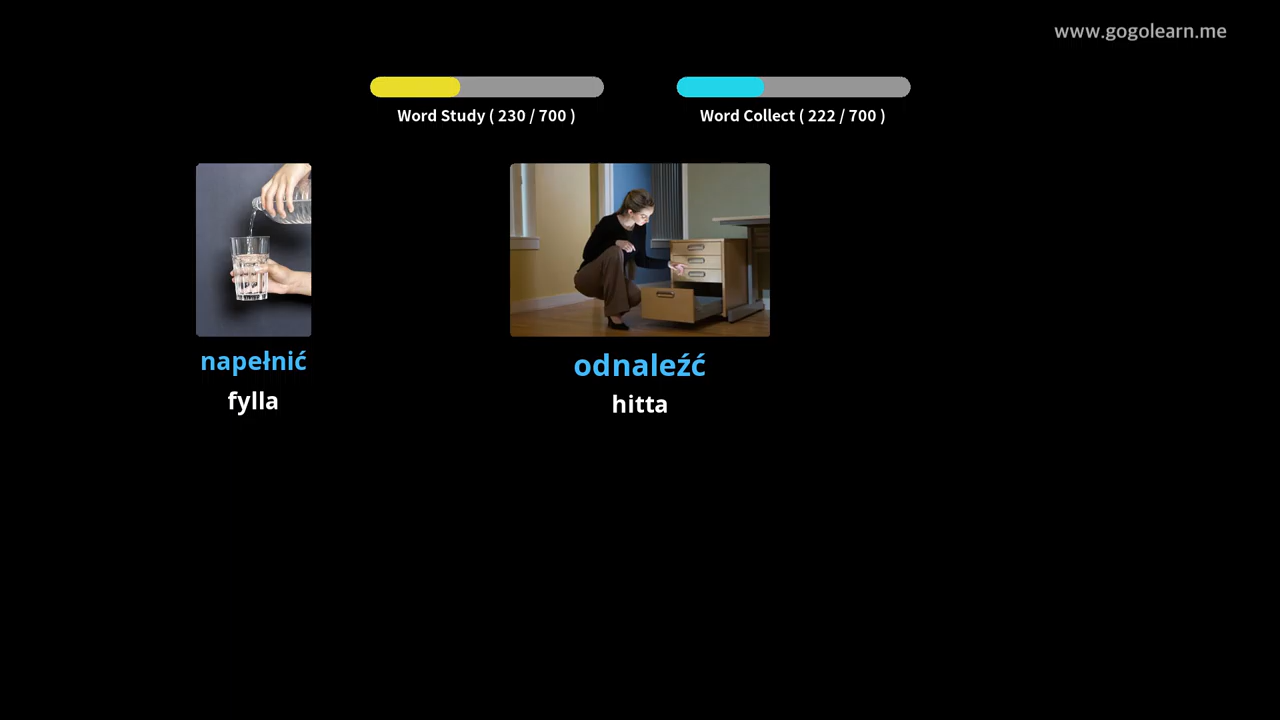 www.gogolearn.me
Word Study ( 230 / 700 )
Word Collect ( 222 / 700 )
napełnić
fylla
odnaleźć
hitta